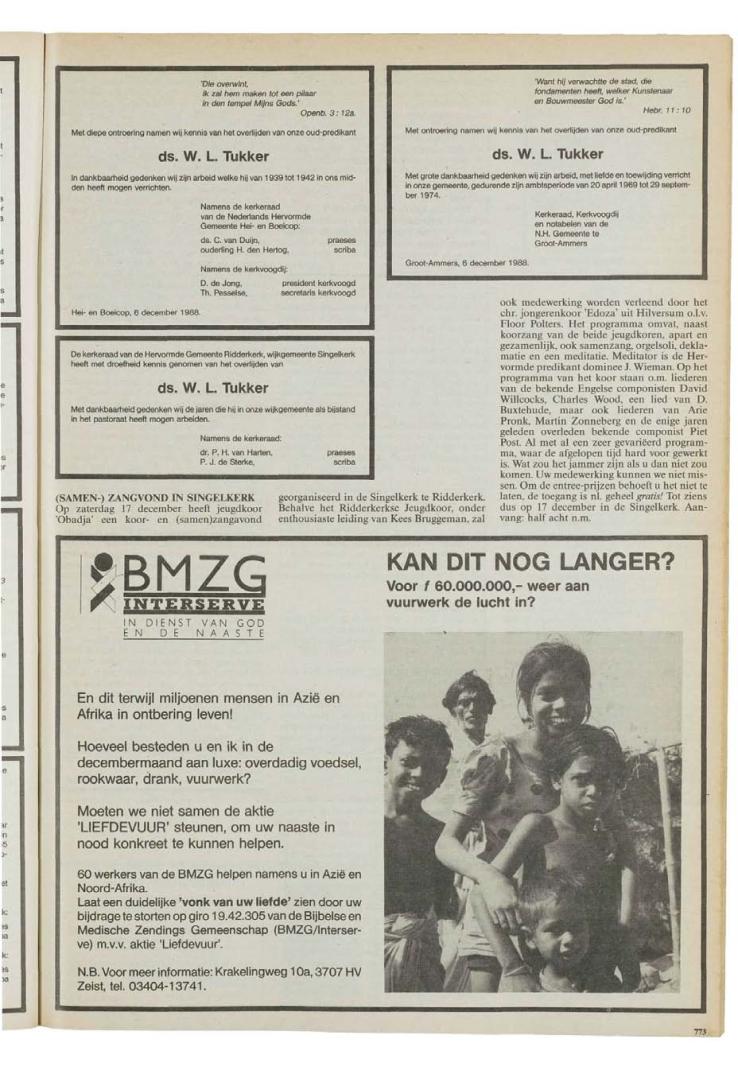 'Die overwint,
ik zal hem maken tot een pilaar
in den tempel Mijns Gods.'
Openb. 3 : 12a.
Met diepe ontroering namen wij kennis van het overlijden van onze oud-predikant
ds. W. L. Tukker
In dankbaarheid gedenken wij zijn arbeid welke hij van 1939 tot 1942 in ons mid-
den heeft mogen verrichten.
Namens de kerkeraad
van de Nederlands Hervormde
Gemeente Hei- en Boeicop:
ds. C. van Duijn, praeses
ouderling H. den Hertog, scriba
Namens de kerkvoogdij:
D. de Jong, president kerkvoogd
Th. Pesselse, secretaris kerkvoogd
Hei- en Boeicop, 6 december 1988.
'Want hij verwachtte de stad, die
fondamenten heeft, welker Kunstenaar
en Bouwmeester God is.'
Hebr. 11 : 10
Met ontroering namen wij kennis van het overlijden van onze oud-predikant
ds. W. L. Tukker
Met grote dankbaarheid gedenken wij zijn arbeid, met liefde en toewijding verricht
in onze gemeente, gedurende zijn ambtsperiode van 20 april 1969 tot 29 septem-
ber 1974.
Kerkeraad, Kerkvoogdij
en notabelen van de
N.H. Gemeente te
Groot-Ammers
Groot-Ammers, 6 december 1988.
De kerkeraad van de Hervormde Gemeente Ridderkerk, wijkgemeente Singelkerk
heeft met droefheid kennis genomen van het overlijden van
ds. W. L. Tukker
Met dankbaarheid gedenken wij de jaren die hij in onze wijkgemeente als bijstand
in het pastoraat heeft mogen arbeiden.
Namens de kerkeraad:
dr. P. H. van Harten, praeses
P. J. de Sterke, scriba
(SAMEN-) ZANGVOND IN SINGELKERK
Op zaterdag 17 december heeft jeugdkoor
'Obadja' een koor- en (samen)zangavond
georganiseerd in de Singelkerk te Ridderkerk.
Behalve het Ridderkerkse Jeugdkoor, onder
enthousiaste leiding van Kees Bruggeman, zal
ook medewerking worden verleend door het
chr. jongerenkoor 'Edoza' uit Hilversum o.l.v.
Floor Polters. Het programma omvat, naast
koorzang van de beide jeugdkoren, apart en
gezamenlijk, ook samenzang, orgelsoli, dekla-
matie en een meditatie. Meditator is de Her-
vormde predikant dominee J. Wieman. Op het
programma van het koor staan o.m. liederen
van de bekende Engelse componisten David
Willcocks, Charles Wood, een lied van D.
Buxtehude, maar ook liederen van Arie
Pronk, Martin Zonneberg en de enige jaren
geleden overleden bekende componist Piet
Post. Al met al een zeer gevariëerd program-
ma, waar de afgelopen tijd hard voor gewerkt
is. Wat zou het jammer zijn als u dan niet zou
komen. Uw medewerking kunnen we niet mis-
sen. Om de entree-prijzen behoeft u het niet te
laten, de toegang is nl. geheel gratis! Tot ziens
dus op 17 december in de Singelkerk. Aan-
vang: half acht n.m.
BMZG
INTERSERVE
IN DIENST VAN GOD
EN DE NAASTE
KAN DIT NOG LANGER?
Voor f 60.000.000,- weer aan
vuurwerk de lucht in?
En dit terwijl miljoenen mensen in Azië en
Afrika in ontbering leven!
Hoeveel besteden u en ik in de
decembermaand aan luxe: overdadig voedsel,
rookwaar, drank, vuurwerk?
Moeten we niet samen de aktie
'LIEFDEVUUR' steunen, om uw naaste in
nood konkreet te kunnen helpen.
60 werkers van de BMZG helpen namens u in Azië en
Noord-Afrika.
Laat een duidelijke 'vonk van uw liefde' zien door uw
bijdrage te storten op giro 19.42.305 van de Bijbelse en
Medische Zendings Gemeenschap (BMZG/Interser-
ve) m.v.v. aktie 'Liefdevuur'.
N.B. Voor meer informatie: Krakelingweg 10a, 3707 HV
Zeist, tel. 03404-13741.
773